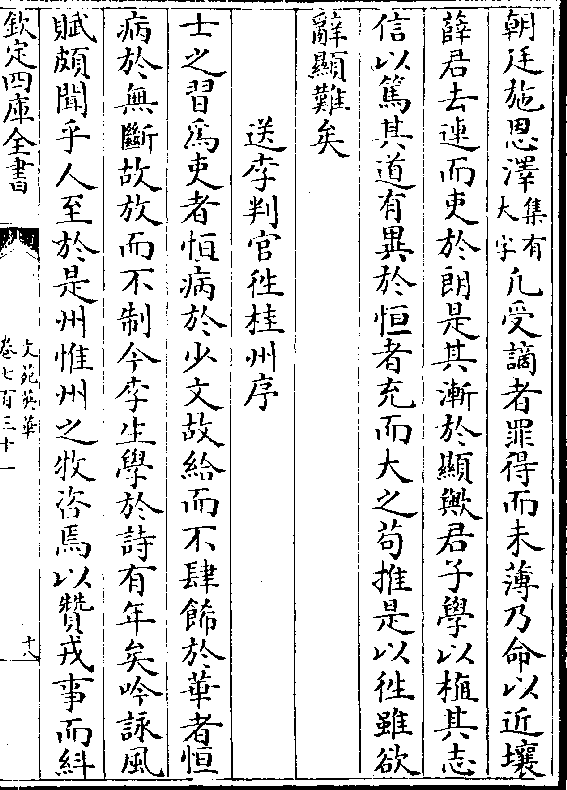 朝廷施恩澤集有大字凡受謫者罪得而未薄乃命以近壤
薛君去連而吏於朗是其漸於顯歟君子學以植其志
信以篤其道有異於恒者充而大之苟推是以徃雖欲
辭顯難矣
送李判官徃桂州序
士之習爲吏者恒病於少文故給而不肆飾於華者恒
病於無斷故放而不制今李生學於詩有年矣吟詠風
賦頗聞乎人至於是州惟州之牧咨焉以贊戎事而糾
欽定四庫全書
文苑英華
卷七百三十一
十八